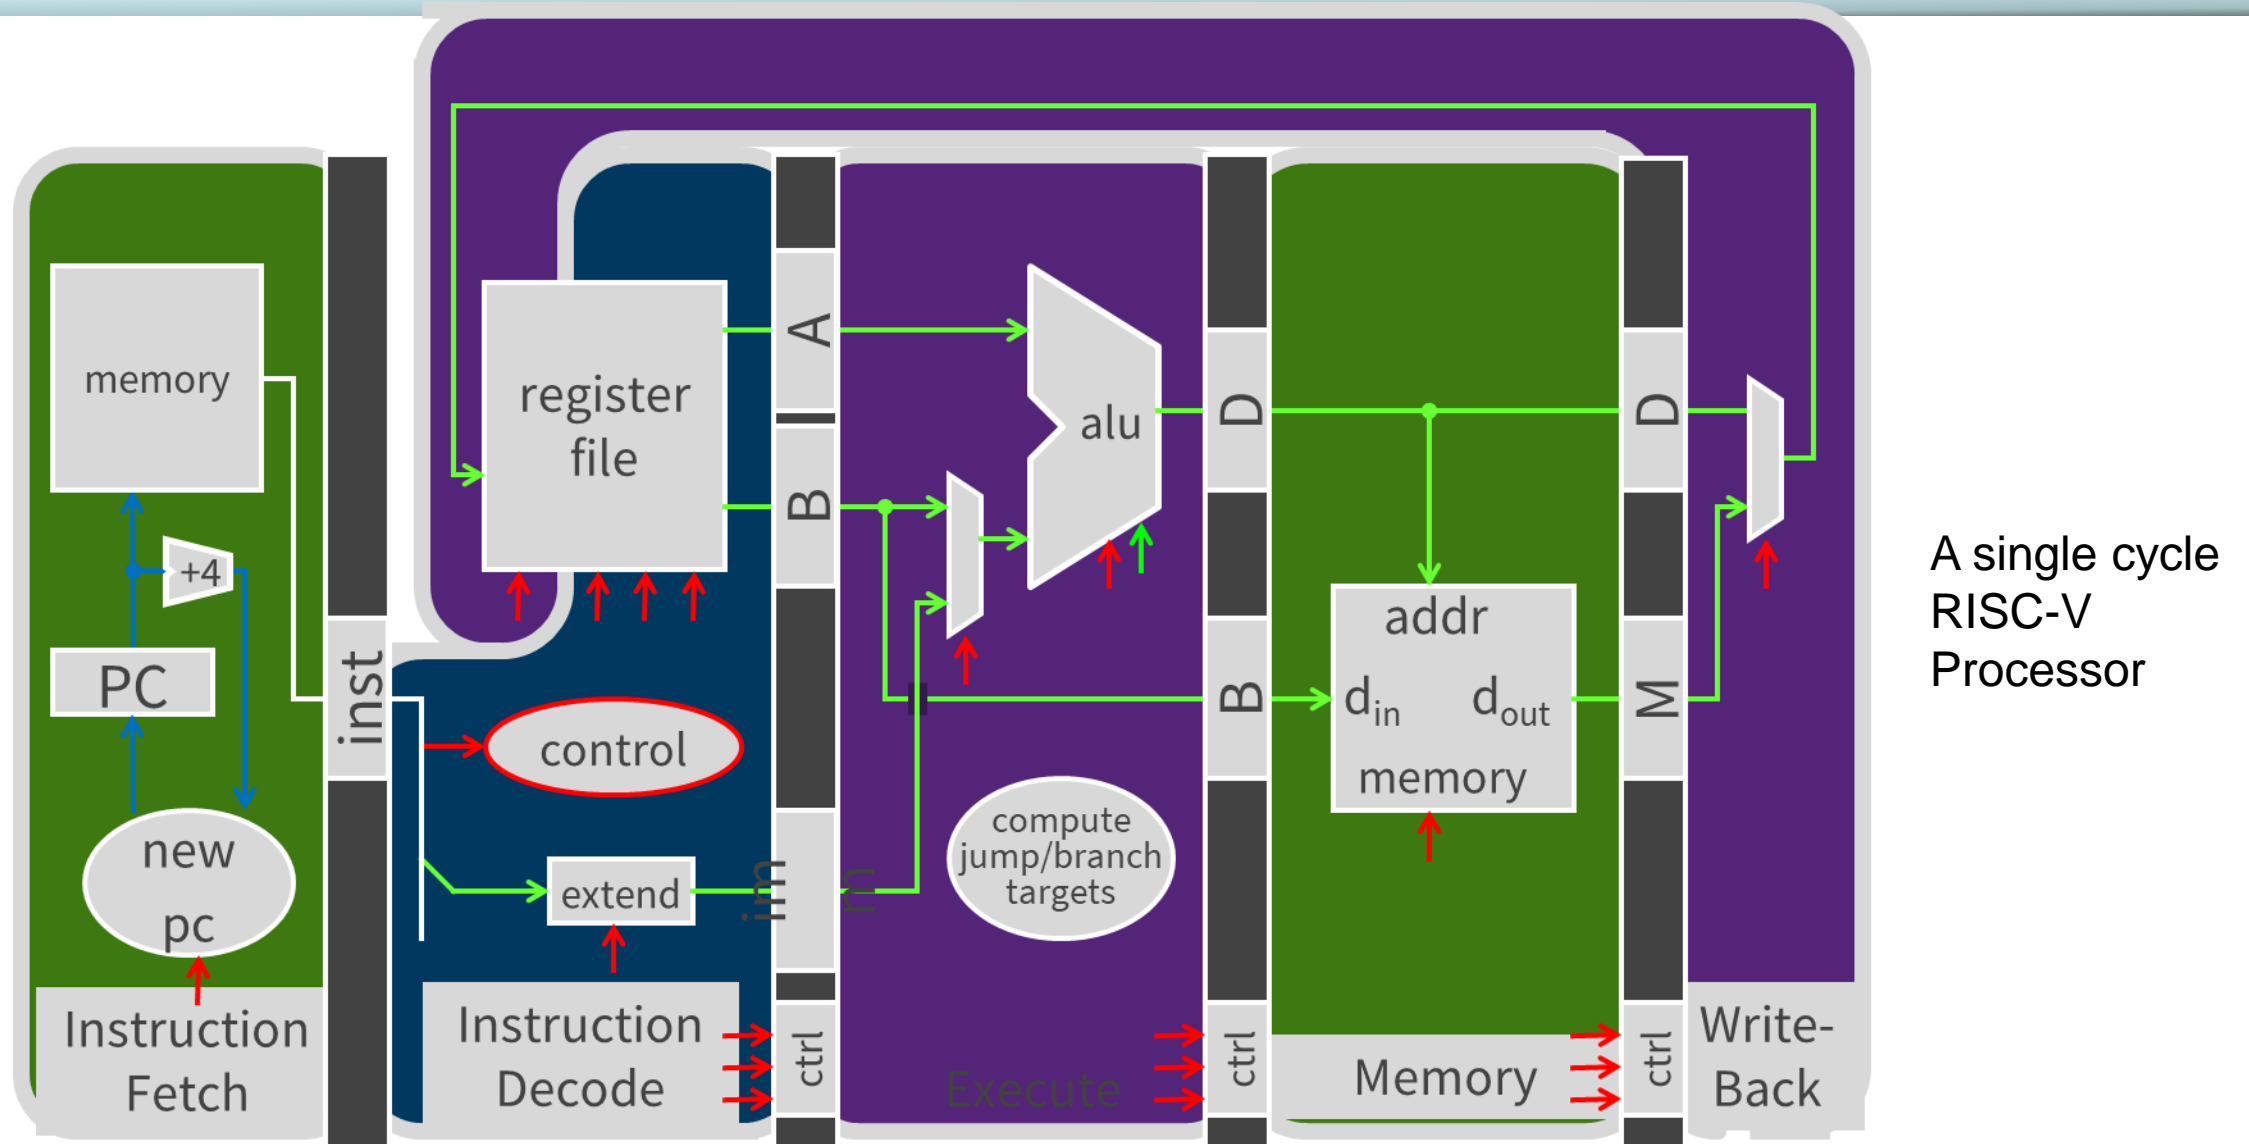 memory
+4
PC
new
pc
Instruction
Fetch
inst
register
file
control
extend
Instruction
Decode
A
B
im
m
ctrl
alu
compute
jump/branch
targets
Execute
D
B
ctrl
addr
din dout
memory
Memory
D
M
ctrl
Write-
Back
A single cycle
RISC-V
Processor